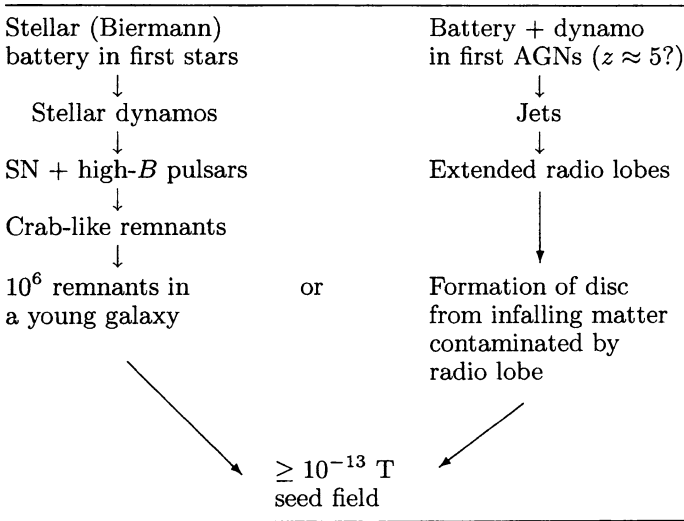 Stellar (Biermann)
battery in first stars
↓
Stellar dynamos
↓
SN + high-B pulsars
↓
Crab-like remnants
↓
10⁶ remnants in
a young galaxy
or
Battery + dynamo
in first AGNs (z ≈ 5?)
↓
Jets
↓
Extended radio lobes
↓
Formation of disc
from infalling matter
contaminated by
radio lobe
≥ 10⁻¹³ T
seed field